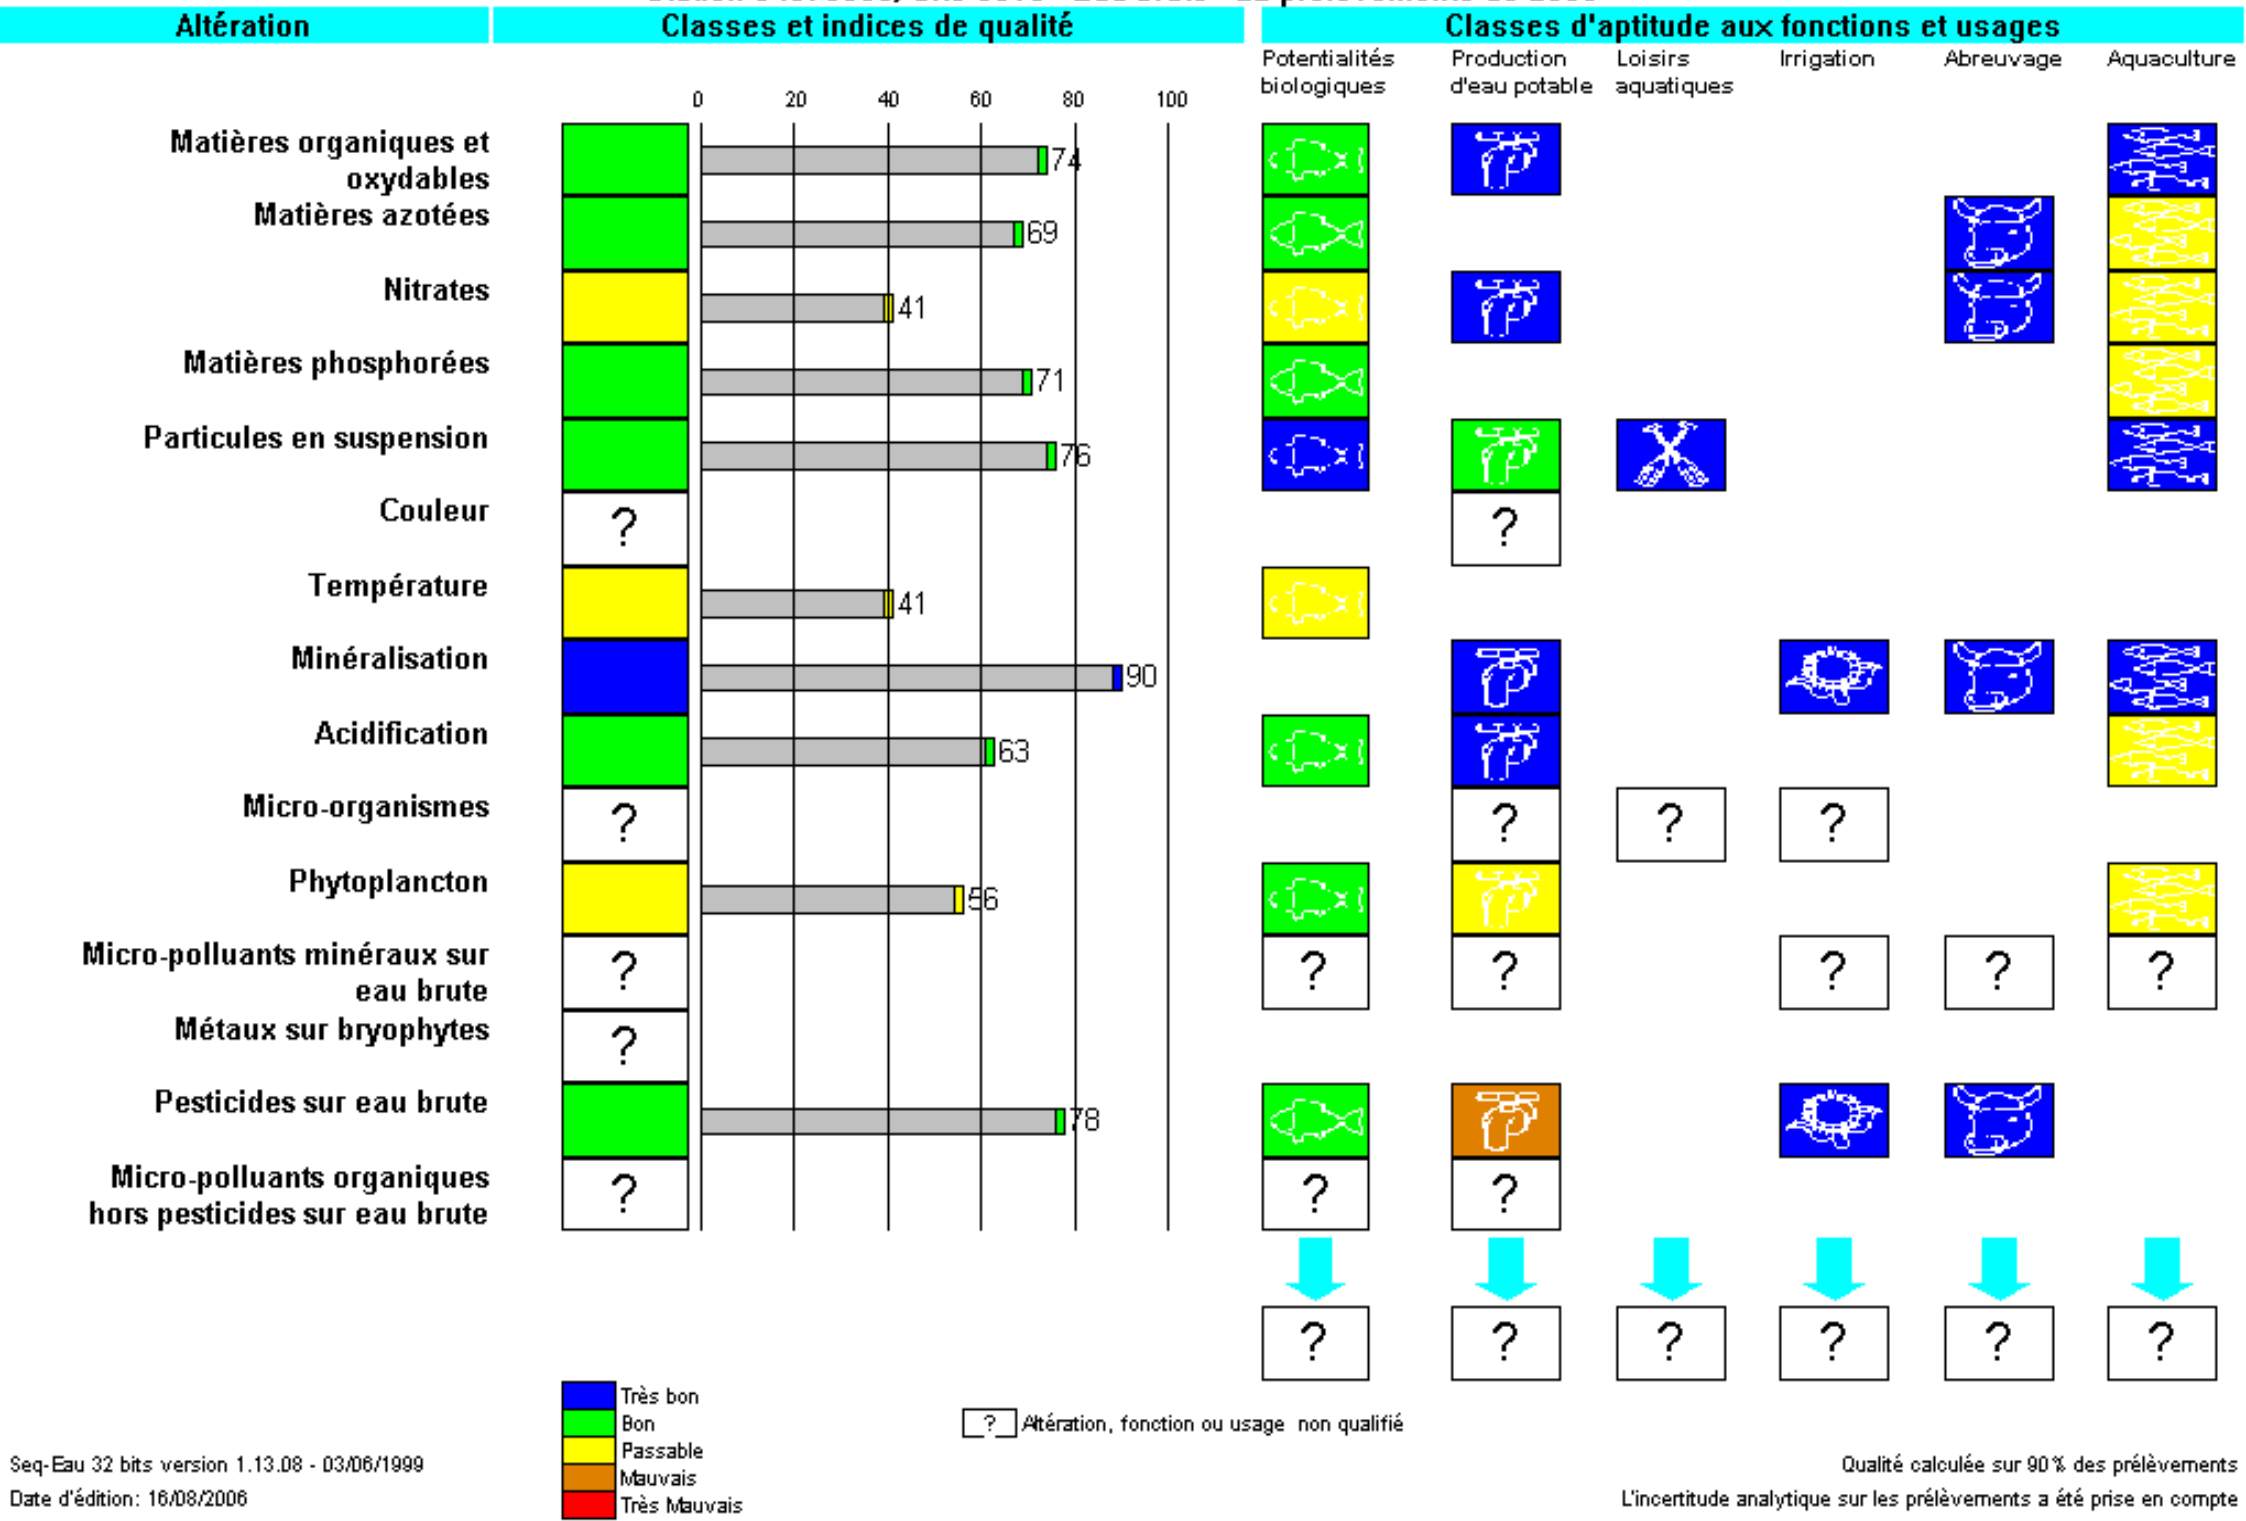 Altération
Classes et indices de qualité
Classes d'aptitude aux fonctions et usages
Potentialités
biologiques
Production
d'eau potable
Loisirs
aquatiques
Irrigation
Abreuvage
Aquaculture
0 20 40 60 80 100
Matières organiques et
oxydables
74
Matières azotées
69
Nitrates
41
Matières phosphorées
71
Particules en suspension
76
Couleur
? ?
Température
41
Minéralisation
90
Acidification
63
Micro-organismes
? ? ? ?
Phytoplancton
56
Micro-polluants minéraux sur
eau brute
? ? ? ? ? ?
Métaux sur bryophytes
?
Pesticides sur eau brute
78
Micro-polluants organiques
hors pesticides sur eau brute
? ? ?
? ? ? ? ? ?
Très bon
Bon
Passable
Mauvais
Très Mauvais
? Altération, fonction ou usage non qualifié
Seq-Eau 32 bits version 1.13.08 - 03/06/1999
Date d'édition: 16/08/2006
Qualité calculée sur 90% des prélèvements
L'incertitude analytique sur les prélèvements a été prise en compte